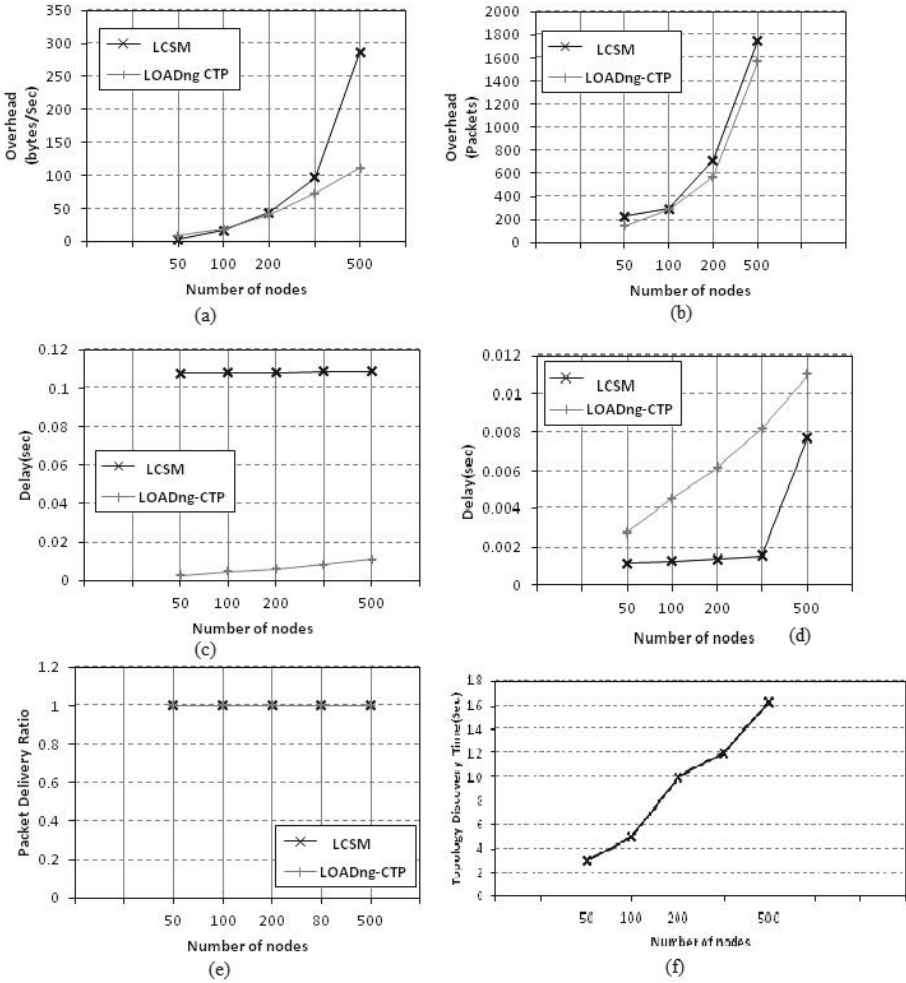 350
300
250
200
150
100
50
0
Overhead
(bytes/Sec)
LCSM
LOADng CTP
50 100 200 500
Number of nodes
(a)
2000
1800
1600
1400
1200
1000
800
600
400
200
0
Overhead
(Packets)
LCSM
LOADng-CTP
50 100 200 500
Number of nodes
(b)
0.12
0.1
0.08
0.06
0.04
0.02
0
Delay(sec)
LCSM
LOADng-CTP
50 100 200 500
Number of nodes
(c)
0.012
0.01
0.008
0.006
0.004
0.002
0
Delay(sec)
LCSM
LOADng-CTP
50 100 200 500
Number of nodes
(d)
1.2
1
0.8
0.6
0.4
0.2
0
Packet Delivery Ratio
LCSM
LOADng-CTP
50 100 200 80 500
Number of nodes
(e)
18
16
14
12
10
8
6
4
2
0
Topology Discovery Time(Sec)
50 100 200 500
Number of nodes
(f)